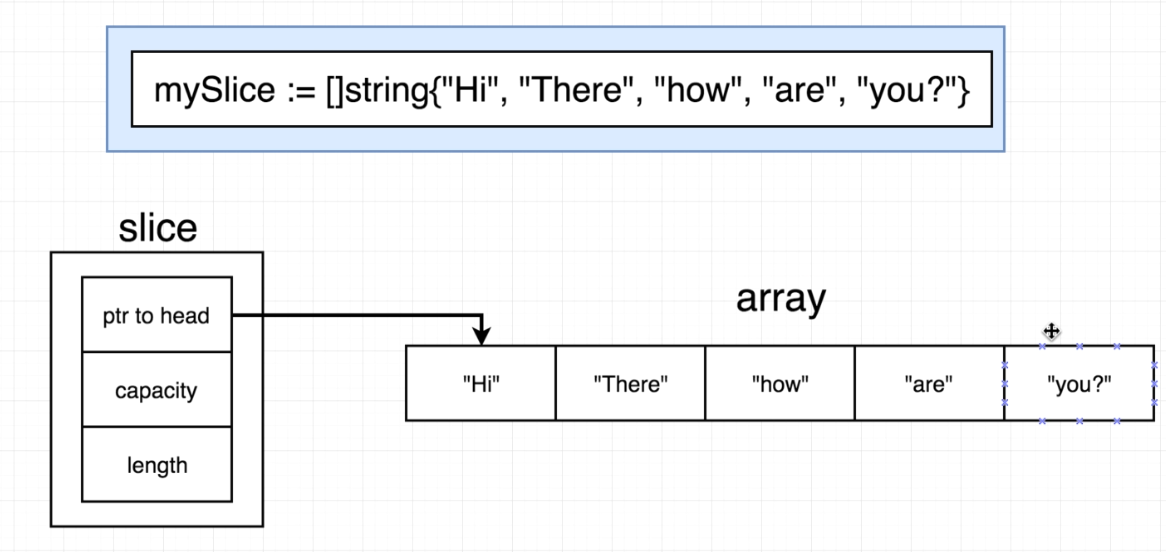 mySlice := []string{"Hi", "There", "how", "are", "you?"}
slice
ptr to head
capacity
length
array
"Hi" "There" "how" "are" "you?"